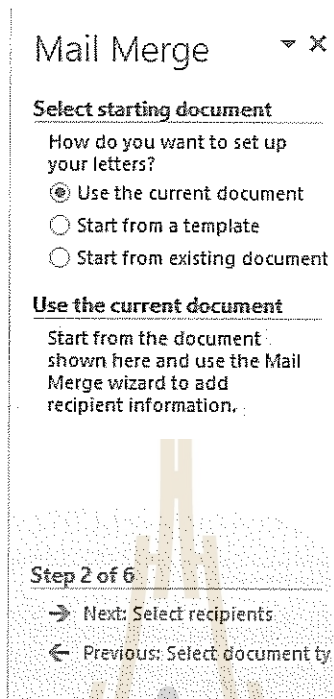 Mail Merge
Select starting document
How do you want to set up
your letters?
Use the current document
Start from a template
Start from existing document
Use the current document
Start from the document
shown here and use the Mail
Merge wizard to add
recipient information.
Step 2 of 6
Next: Select recipients
Previous: Select document ty